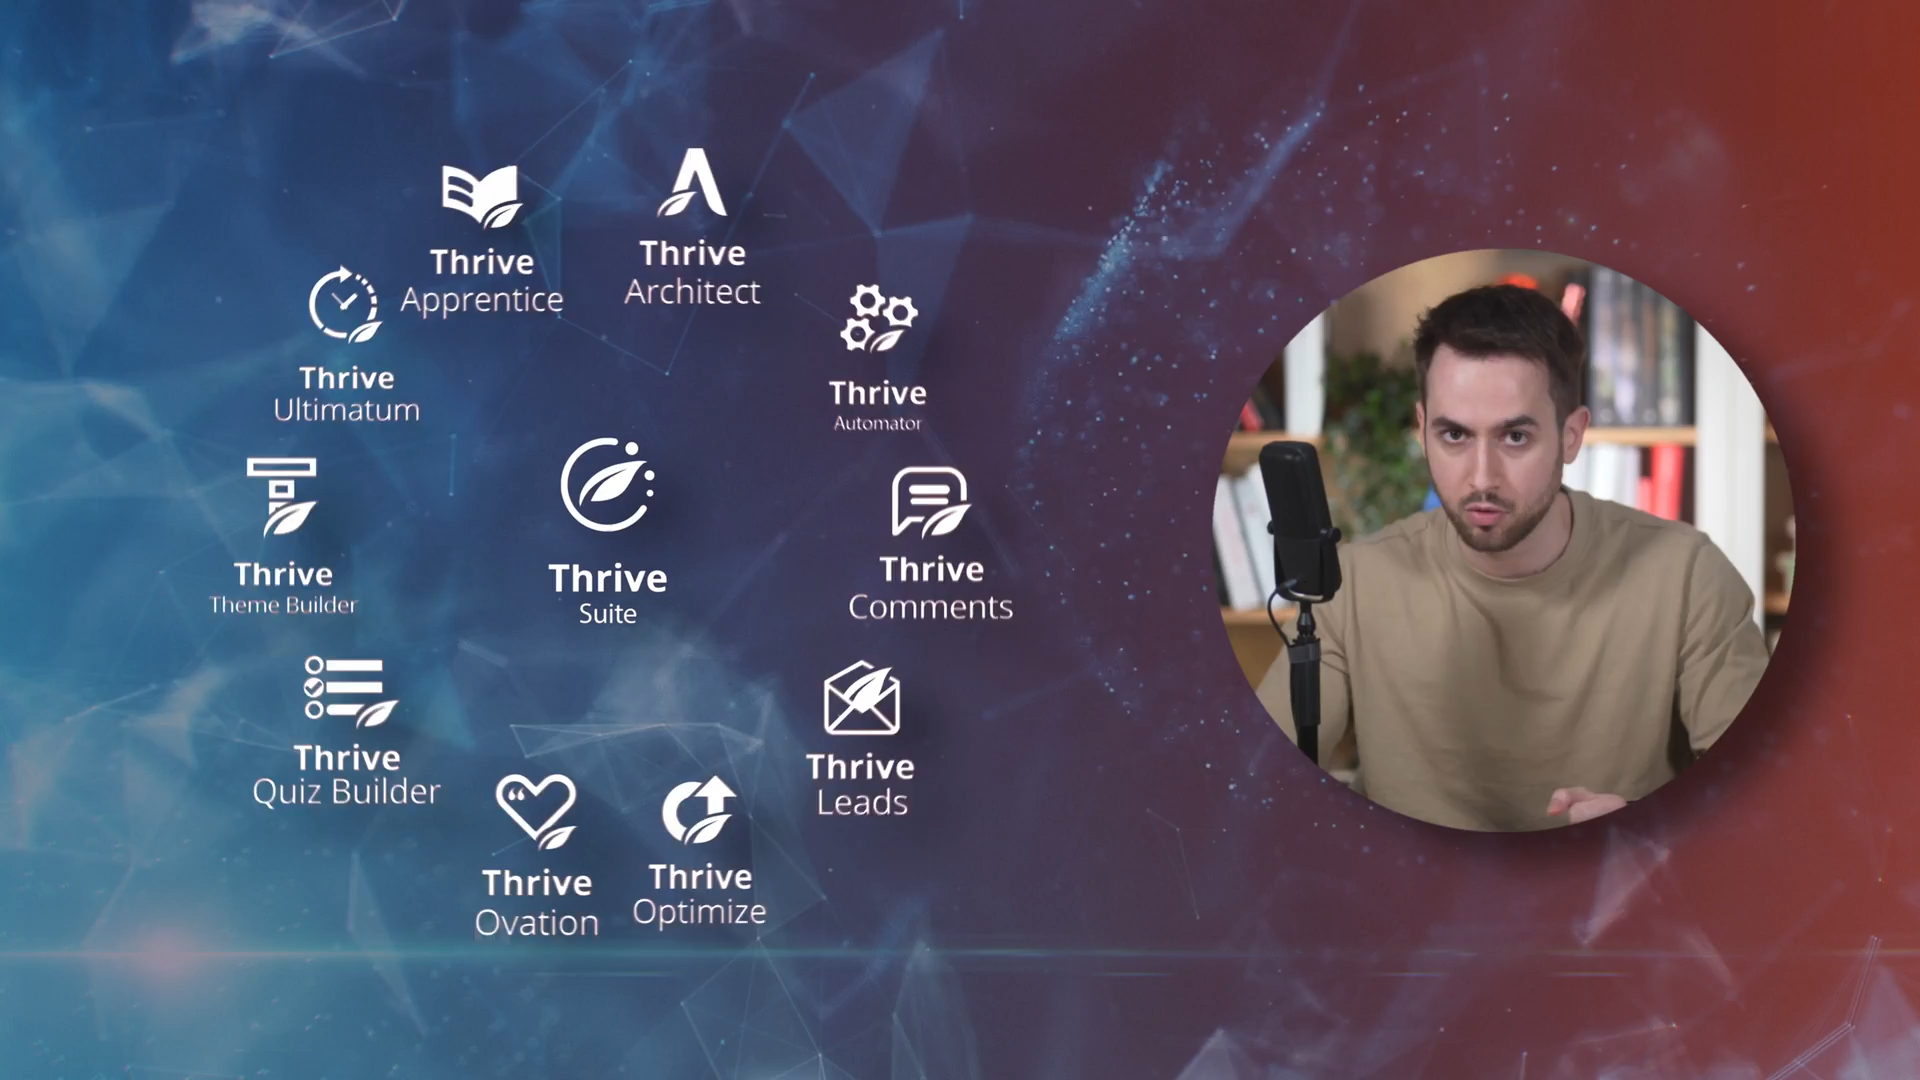 Thrive
Apprentice
Thrive
Architect
Thrive
Ultimatum
Thrive
Automator
Thrive
Theme Builder
Thrive
Suite
Thrive
Comments
Thrive
Quiz Builder
Thrive
Leads
Thrive
Ovation
Thrive
Optimize